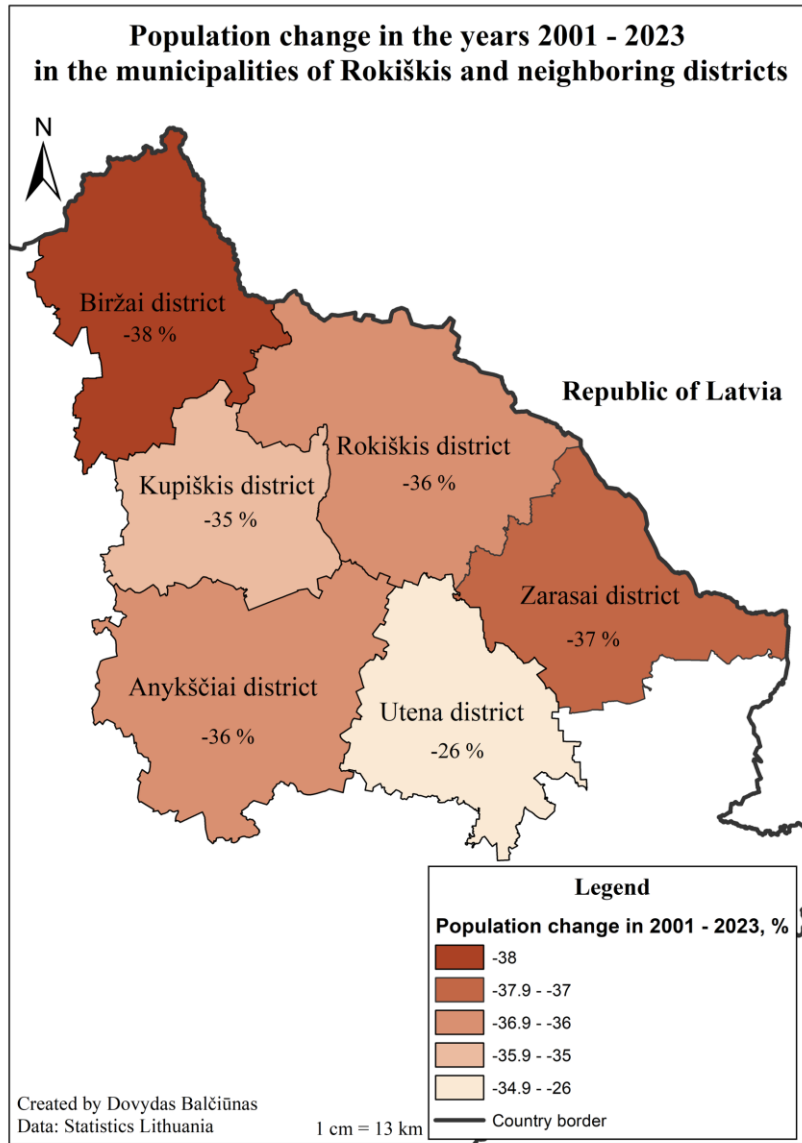 Population change in the years 2001 - 2023
in the municipalities of Rokiškis and neighboring districts
N
Biržai district
-38 %
Republic of Latvia
Rokiškis district
-36 %
Kupiškis district
-35 %
Zarasai district
-37 %
Anykščiai district
-36 %
Utena district
-26 %
Legend
Population change in 2001 - 2023, %
-38
-37.9 - -37
-36.9 - -36
-35.9 - -35
-34.9 - -26
Country border
Created by Dovydas Balčiūnas
Data: Statistics Lithuania
1 cm = 13 km